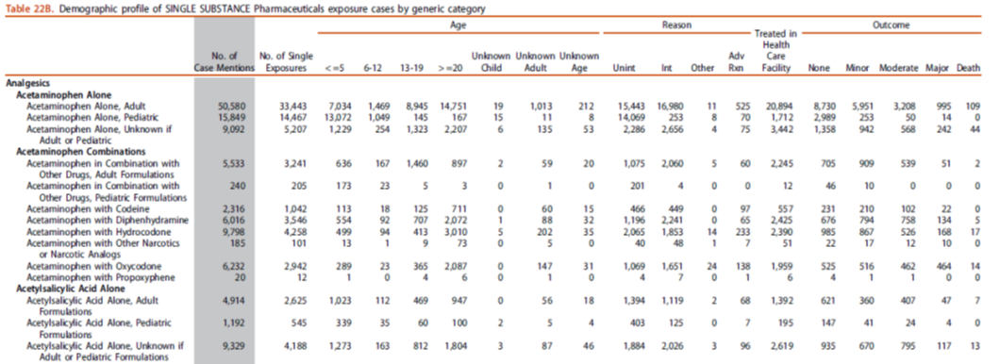 Table 22B. Demographic profile of SINGLE SUBSTANCE Pharmaceuticals exposure cases by generic category
Age Reason Outcome
Treated in
Health
No. of No. of Single Unknown Unknown Unknown Adv Care
Case Mentions Exposures <=5 6-12 13-19 >=20 Child Adult Age Unint Int Other Rxn Facility None Minor Moderate Major Death
Analgesics
Acetaminophen Alone
Acetaminophen Alone, Adult 50,580 33,443 7,034 1,469 8,945 14,751 19 1,013 212 15,443 16,980 11 525 20,894 8,730 5,951 3,208 995 109
Acetaminophen Alone, Pediatric 15,849 14,467 13,072 1,049 145 167 15 11 8 14,069 253 8 70 1,712 2,989 253 50 14 0
Acetaminophen Alone, Unknown if 9,092 5,207 1,229 254 1,323 2,207 6 135 53 2,286 2,656 4 75 3,442 1,358 942 568 242 44
Adult or Pediatric
Acetaminophen Combinations
Acetaminophen in Combination with 5,533 3,241 636 167 1,460 897 2 59 20 1,075 2,060 5 60 2,245 705 909 539 51 2
Other Drugs, Adult Formulations
Acetaminophen in Combination with 240 205 173 23 5 3 0 1 0 201 4 0 0 12 46 10 0 0 0
Other Drugs, Pediatric Formulations
Acetaminophen with Codeine 2,316 1,042 113 18 125 711 0 60 15 466 449 0 97 557 231 210 102 22 0
Acetaminophen with Diphenhydramine 6,016 3,546 554 92 707 2,072 1 88 32 1,196 2,241 0 65 2,425 676 794 758 134 5
Acetaminophen with Hydrocodone 9,798 4,258 499 94 413 3,010 5 202 35 2,065 1,853 14 233 2,390 985 867 526 168 17
Acetaminophen with Other Narcotics 185 101 13 1 9 73 0 5 0 40 48 1 7 51 22 17 12 10 0
or Narcotic Analogs
Acetaminophen with Oxycodone 6,232 2,942 289 23 365 2,087 0 147 31 1,069 1,651 24 138 1,959 525 516 462 464 14
Acetaminophen with Propoxyphene 20 12 1 0 4 6 0 1 0 4 7 0 1 6 4 1 1 0 0
Acetylsalicylic Acid Alone
Acetylsalicylic Acid Alone, Adult 4,914 2,625 1,023 112 469 947 0 56 18 1,394 1,119 2 68 1,392 621 360 407 47 7
Formulations
Acetylsalicylic Acid Alone, Pediatric 1,192 545 339 35 60 100 2 5 4 403 125 0 7 195 147 41 24 4 0
Formulations
Acetylsalicylic Acid Alone, Unknown if 9,329 4,188 1,273 163 812 1,804 3 87 46 1,884 2,026 3 96 2,619 935 670 795 117 13
Adult or Pediatric Formulations